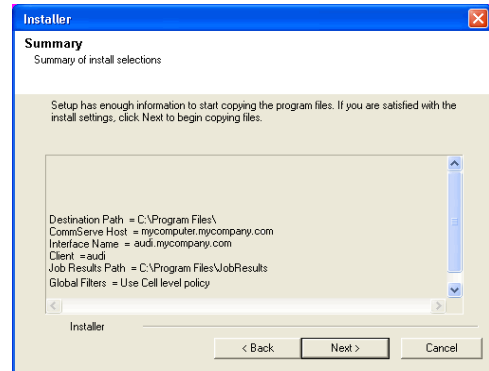 Installer
Summary
Summary of install selections
Setup has enough information to start copying the program files. If you are satisfied with the
install settings, click Next to begin copying files.
Destination Path = C:\Program Files\
CommServe Host = mycomputer.mycompany.com
Interface Name = audi.mycompany.com
Client =audi
Job Results Path = C:\Program Files\JobResults
Global Filters = Use Cell level policy
Installer
< Back Next > Cancel